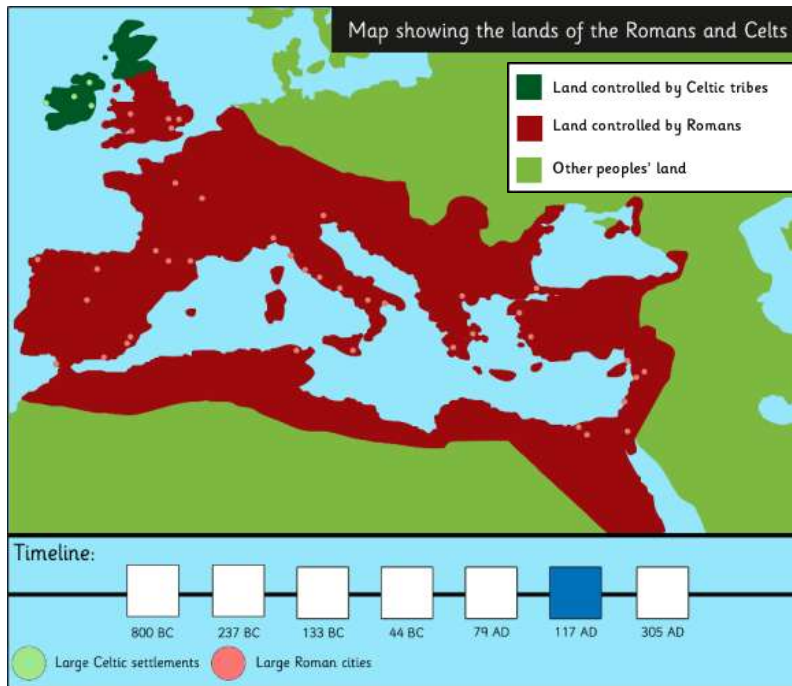 Map showing the lands of the Romans and Celts
Land controlled by Celtic tribes
Land controlled by Romans
Other peoples' land
Timeline:
800 BC 237 BC 133 BC 44 BC 79 AD 117 AD 305 AD
Large Celtic settlements Large Roman cities